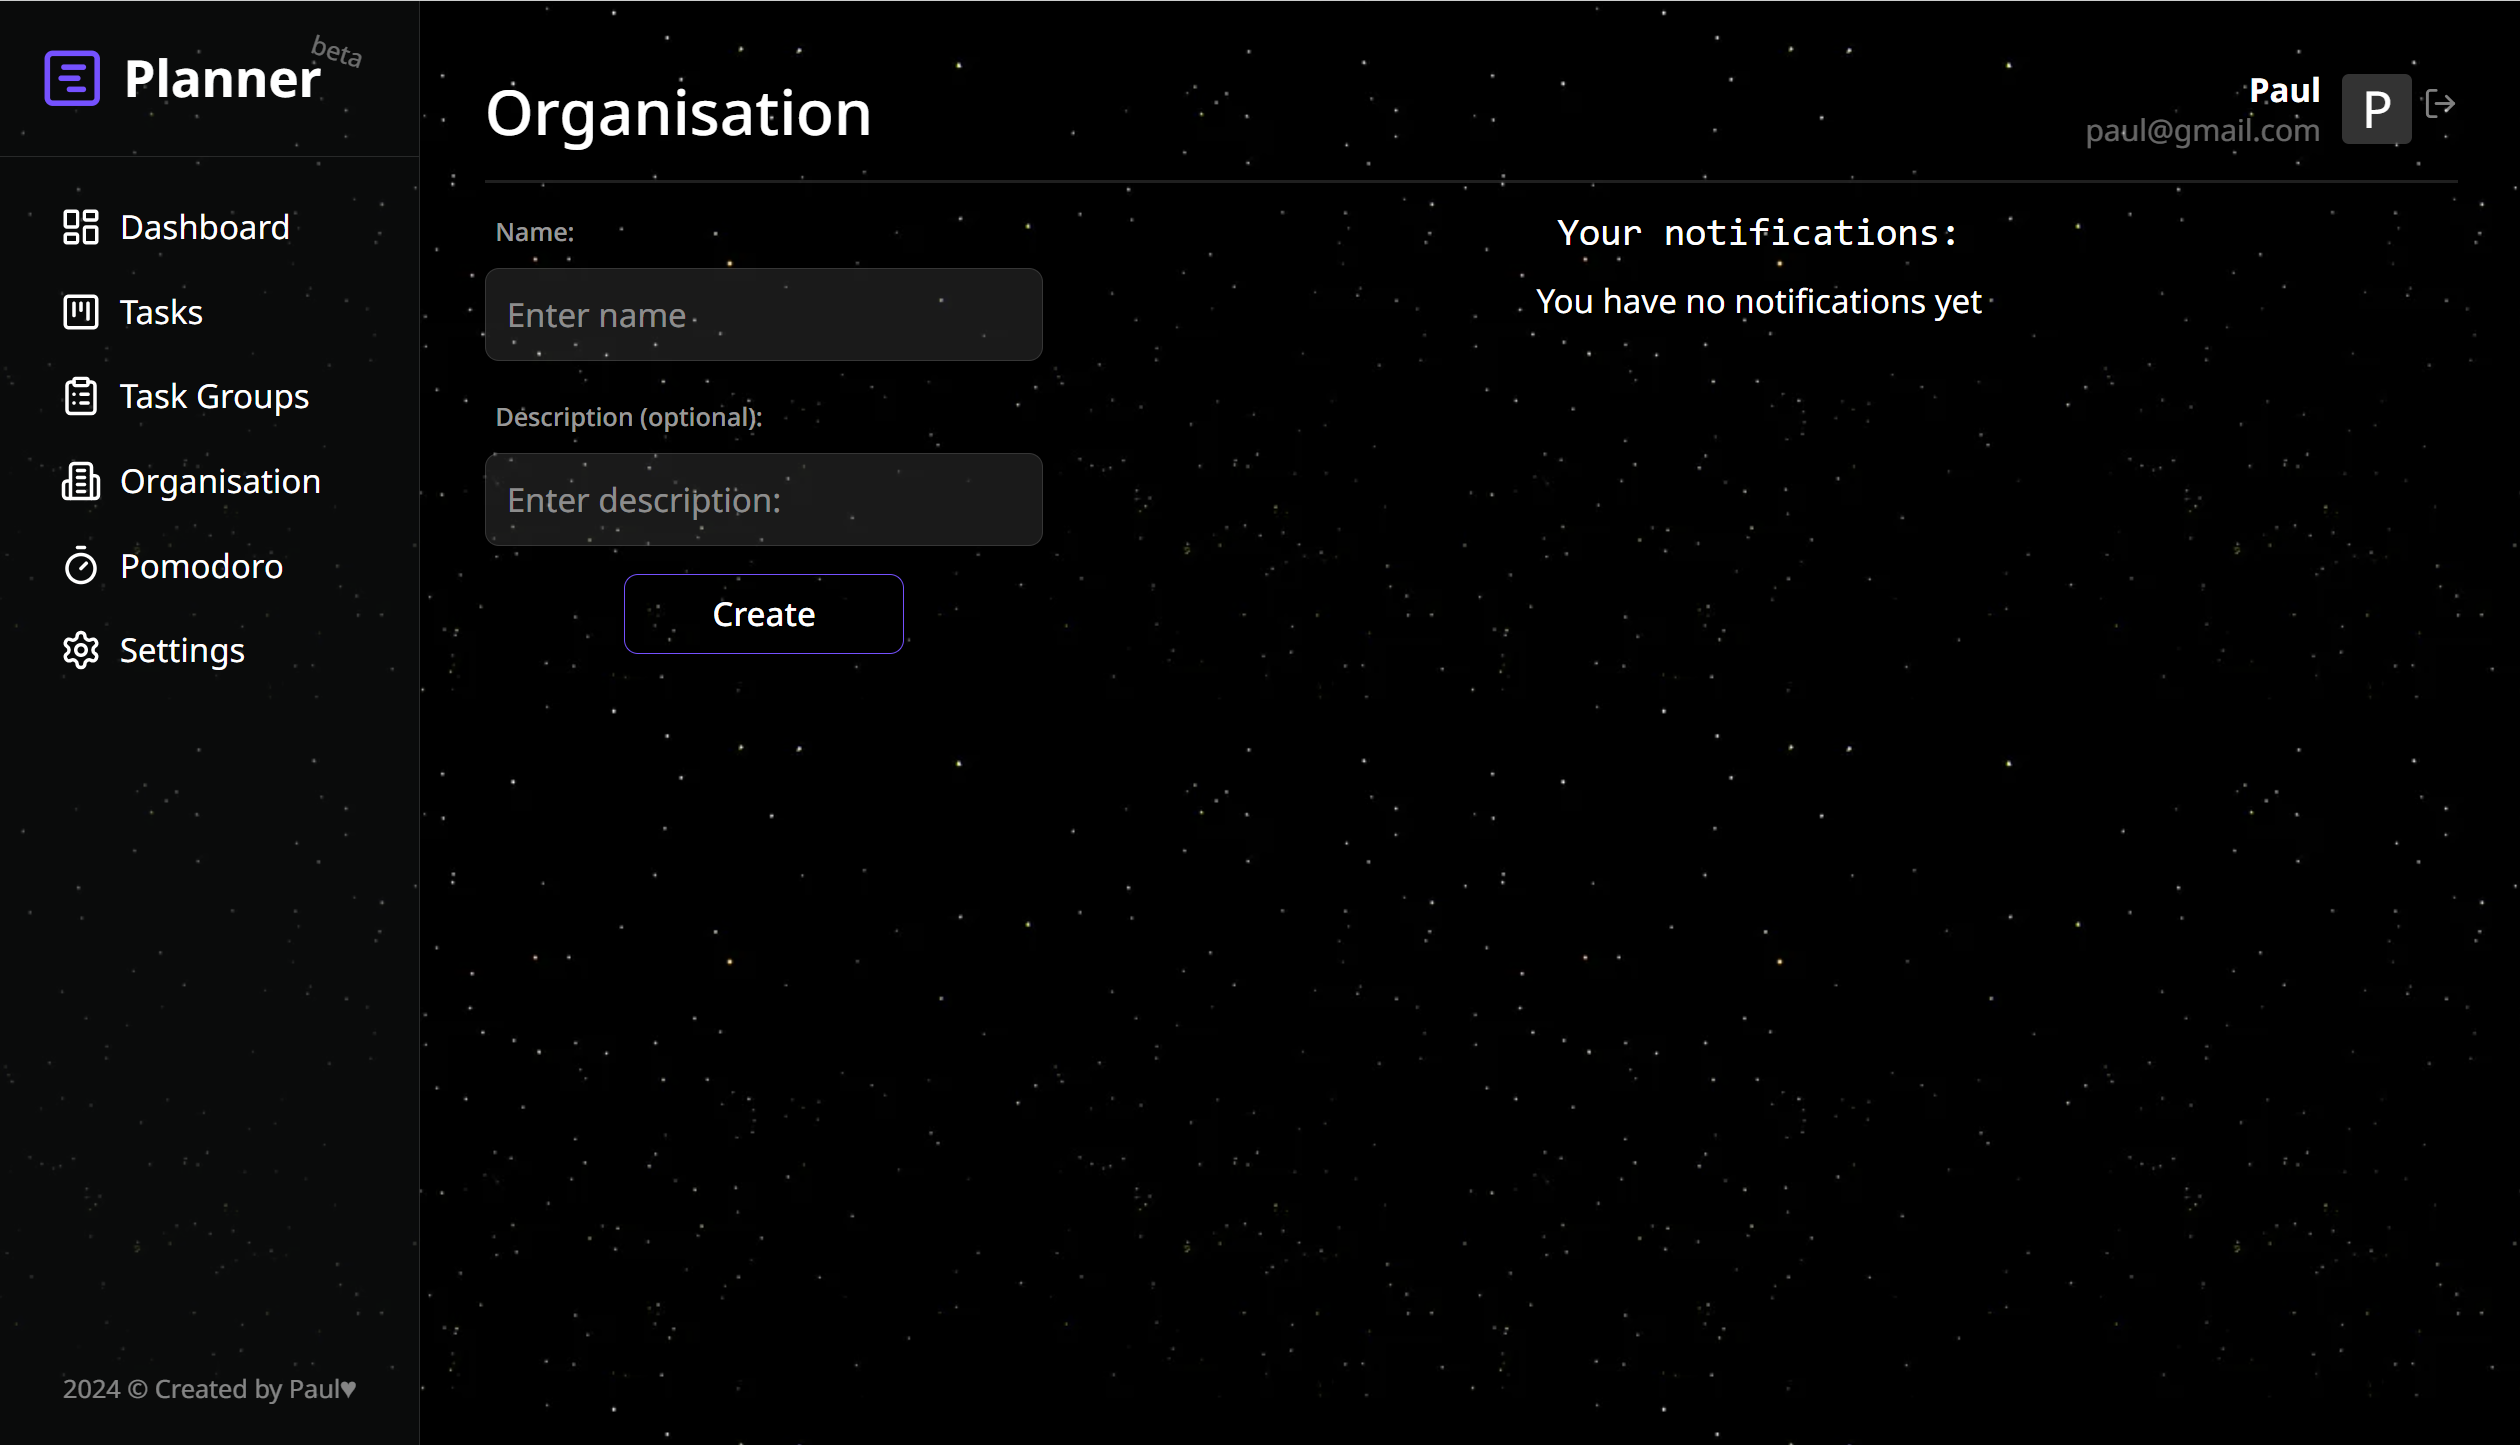 Planner
beta
Dashboard
Tasks
Task Groups
Organisation
Pomodoro
Settings
2024 © Created by Paul♥
Organisation
Paul
paul@gmail.com
P
Name:
Enter name
Description (optional):
Enter description:
Create
Your notifications:
You have no notifications yet